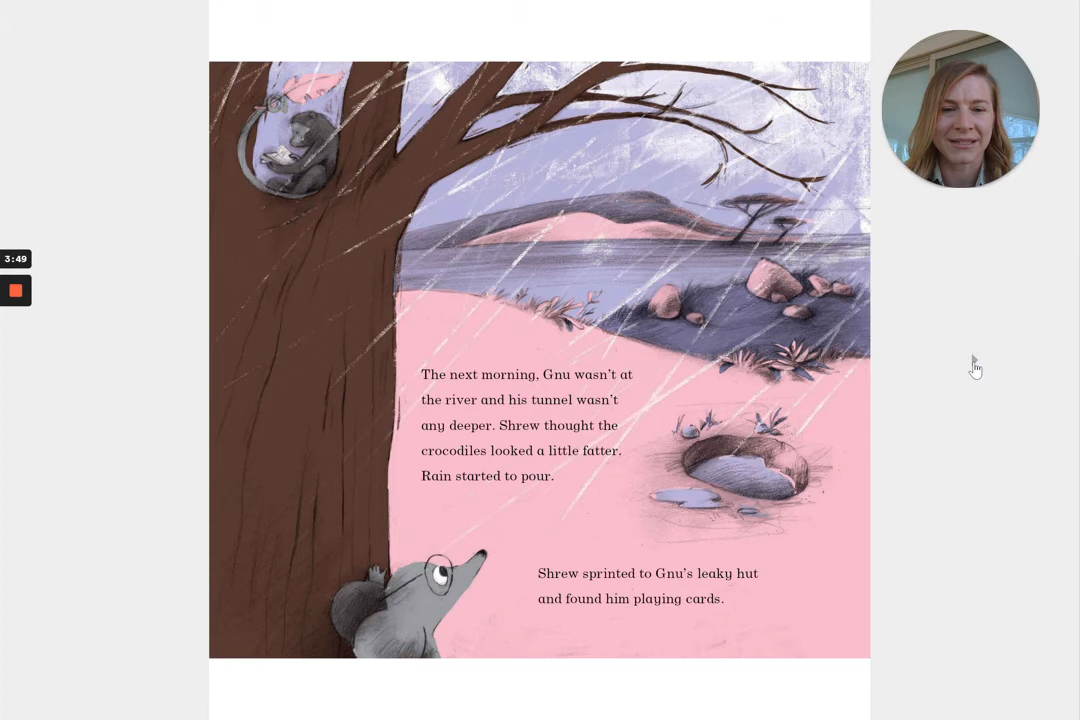 3:49
The next morning, Gnu wasn't at
the river and his tunnel wasn't
any deeper. Shrew thought the
crocodiles looked a little fatter.
Rain started to pour.
Shrew sprinted to Gnu's leaky hut
and found him playing cards.